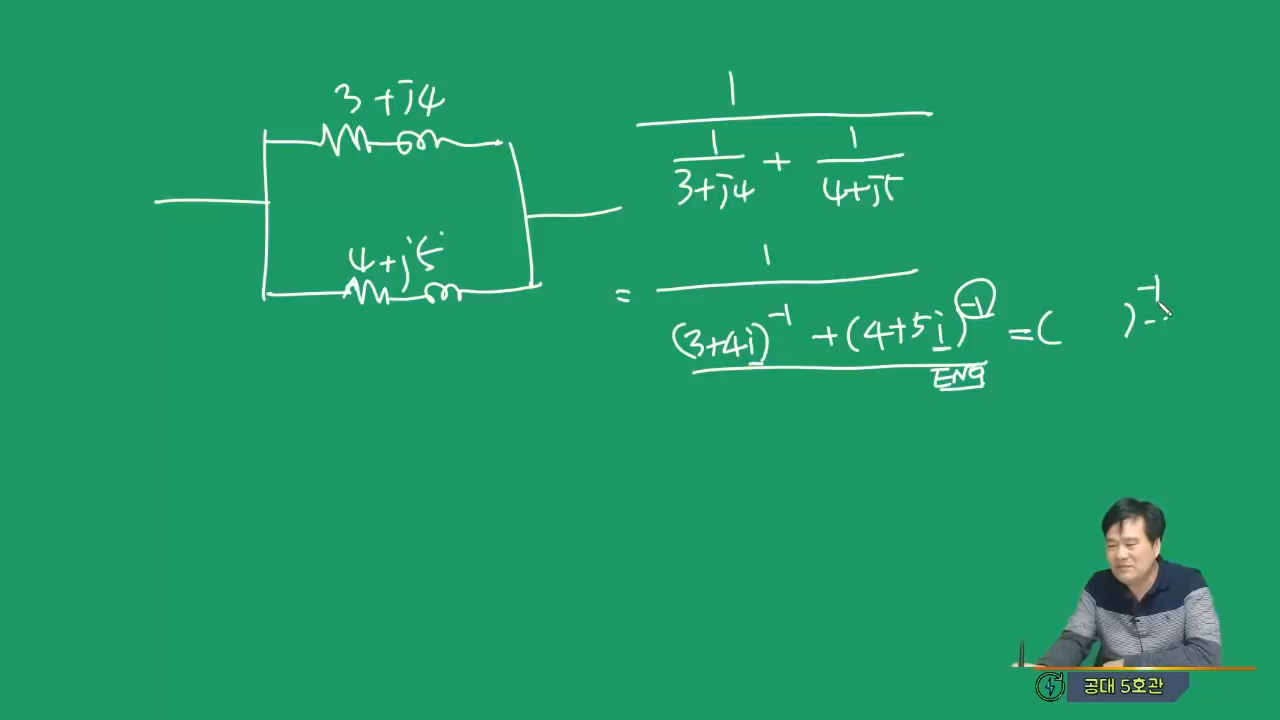 3+j4
4+j5
1
1/(3+j4) + 1/(4+j5)
=
1
(3+4i)^-1 + (4+5i)^-1 = ( )^-1
ENG
공대 5호관